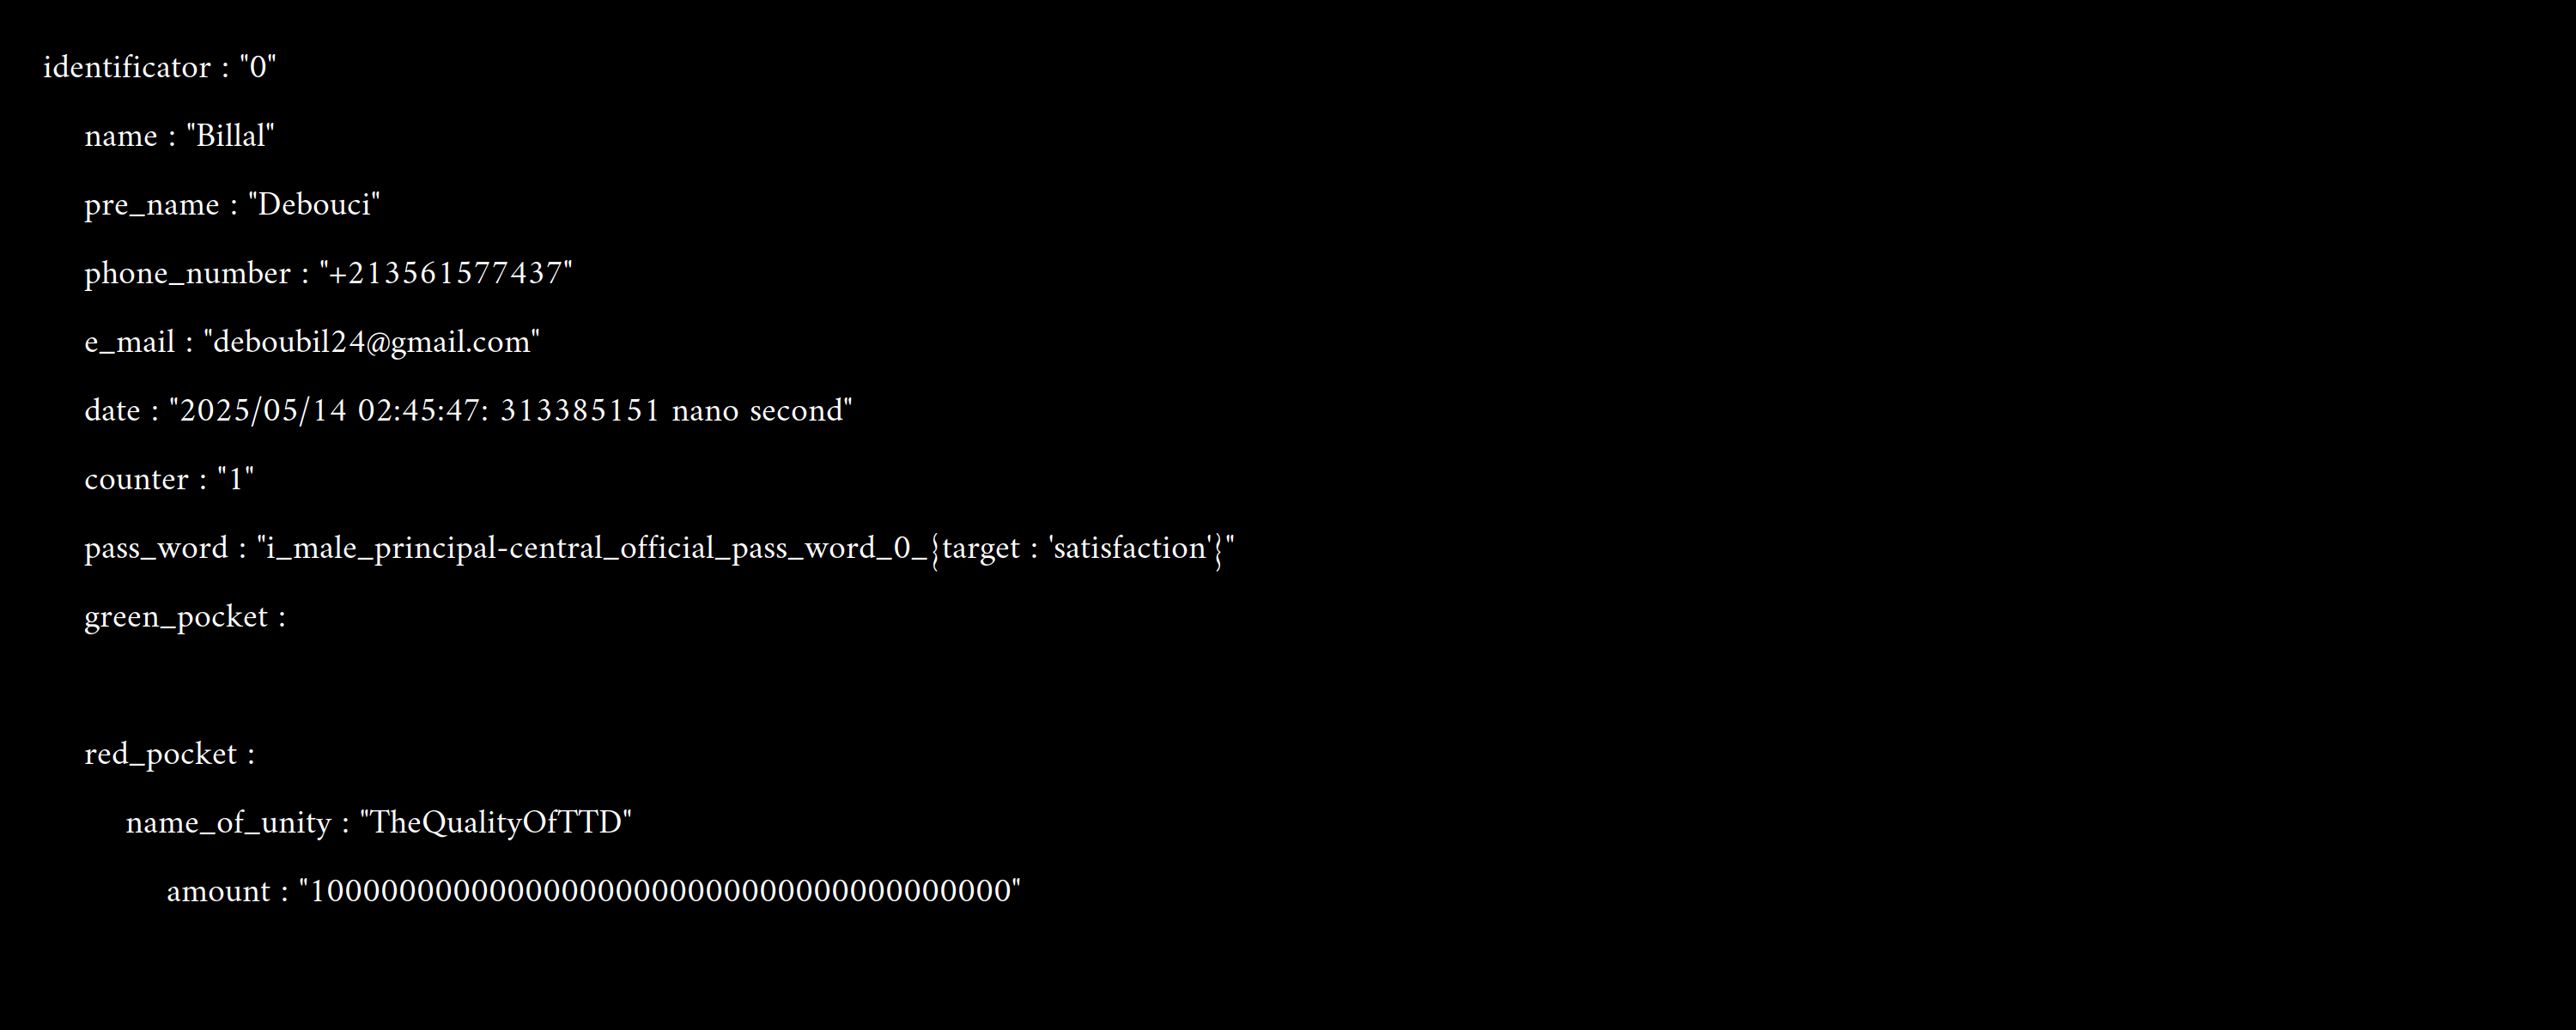 identificator : "0"
name : "Billal"
pre_name : "Debouci"
phone_number : "+213561577437"
e_mail : "deboubil24@gmail.com"
date : "2025/05/14 02:45:47: 313385151 nano second"
counter : "1"
pass_word : "i_male_principal-central_official_pass_word_0_{target : 'satisfaction'}"
green_pocket :
red_pocket :
name_of_unity : "TheQualityOfTTD"
amount : "100000000000000000000000000000000000000"